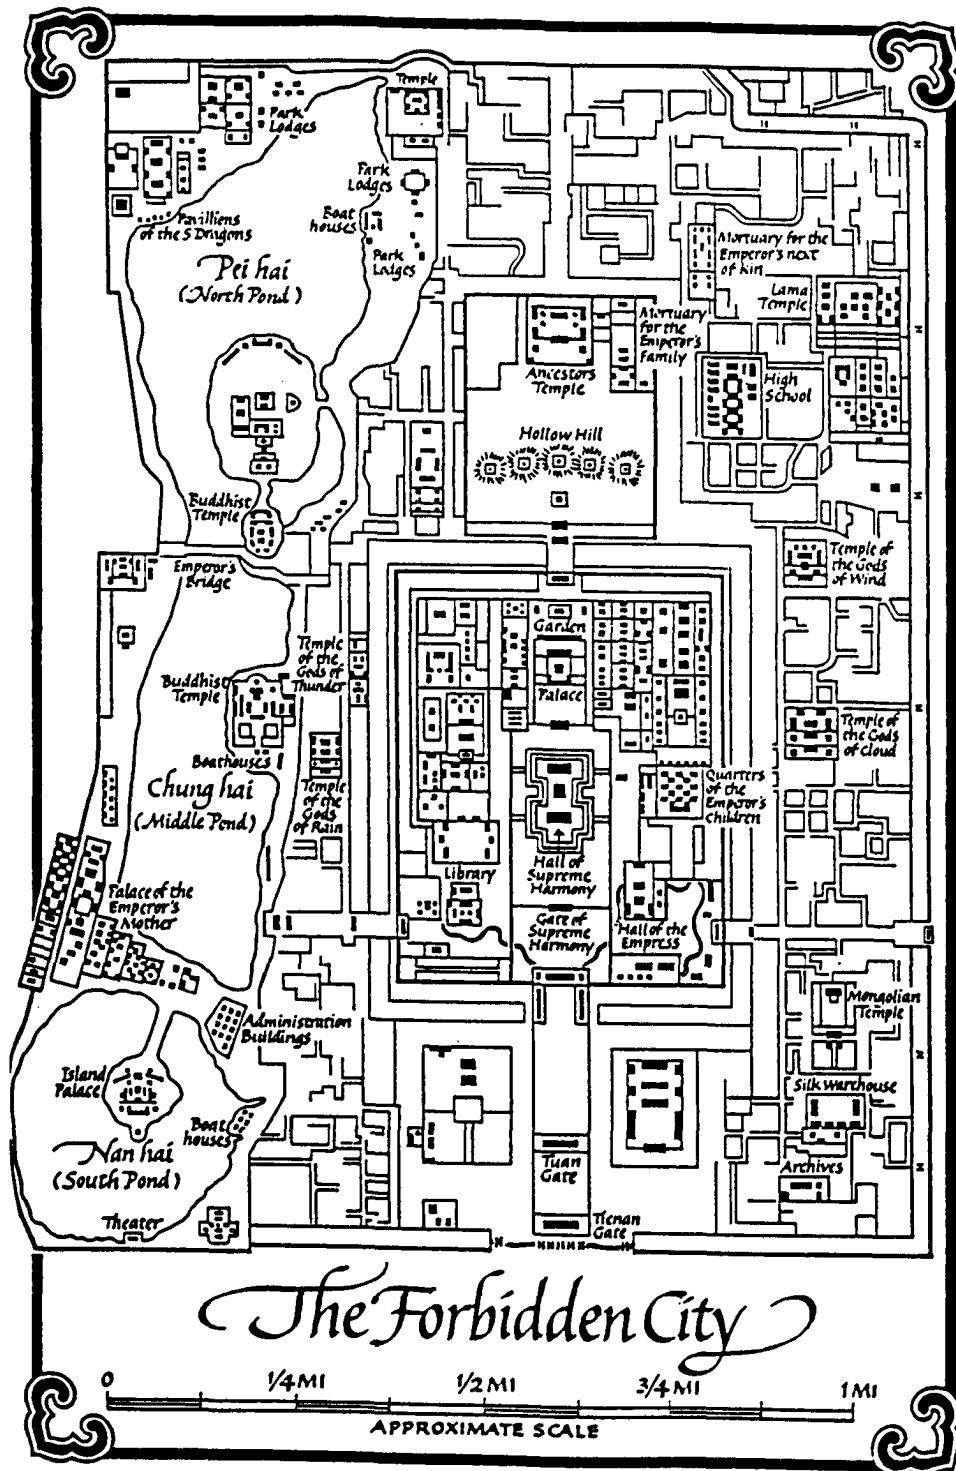 Temple
Park
Lodges
Park
Lodges
Boat
houses
Park
Lodges
Pavilliens
of the 5 Dragons
Pei hai
(North Pond)
Mortuary for the
Emperor's next
of kin
Lama
Temple
Mortuary
for the
Emperor's
Family
Ancestors
Temple
High
School
Hollow Hill
Buddhist
Temple
Emperor's
Bridge
Temple of
the Gods
of Wind
Garden
Temple
of the
Gods of
Thunder
Palace
Buddhist
Temple
Temple of
the Gods
of Cloud
Boathouses
Chung hai
(Middle Pond)
Temple
of the
Gods
of Rain
Quarters
of the
Emperor's
Children
Library
Hall of
Supreme
Harmony
Palace of the
Emperor's
Mother
Gate of
Supreme
Harmony
Hall of the
Empress
Mongolian
Temple
Administration
Buildings
Island
Palace
Silk Warehouse
Boat
houses
Nan hai
(South Pond)
Tuan
Gate
Archives
Theater
Tienan
Gate
The Forbidden City
0 1/4 MI 1/2 MI 3/4 MI 1 MI
APPROXIMATE SCALE